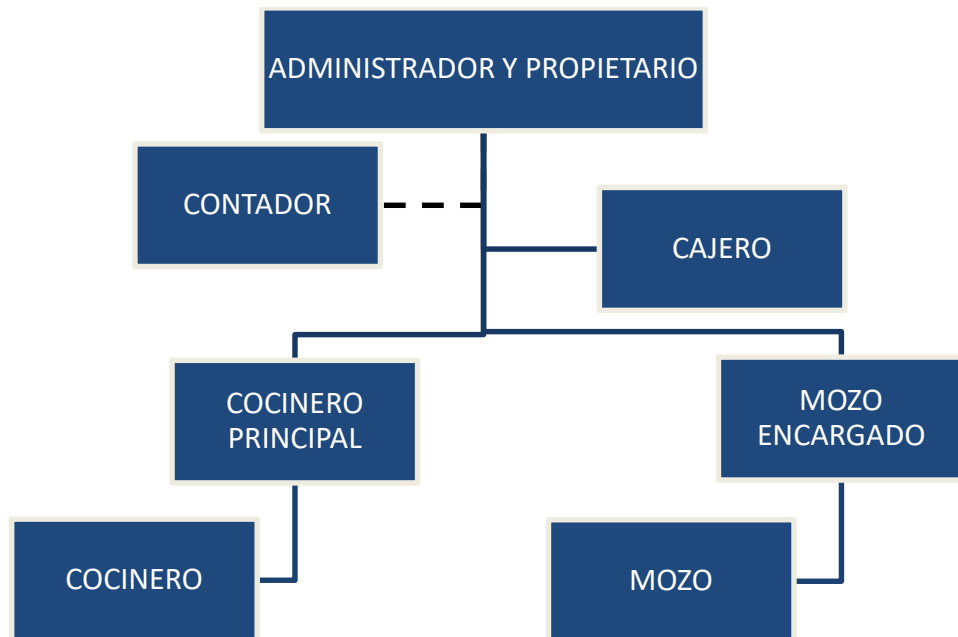 ADMINISTRADOR Y PROPIETARIO
CONTADOR
CAJERO
COCINERO
PRINCIPAL
MOZO
ENCARGADO
COCINERO
MOZO